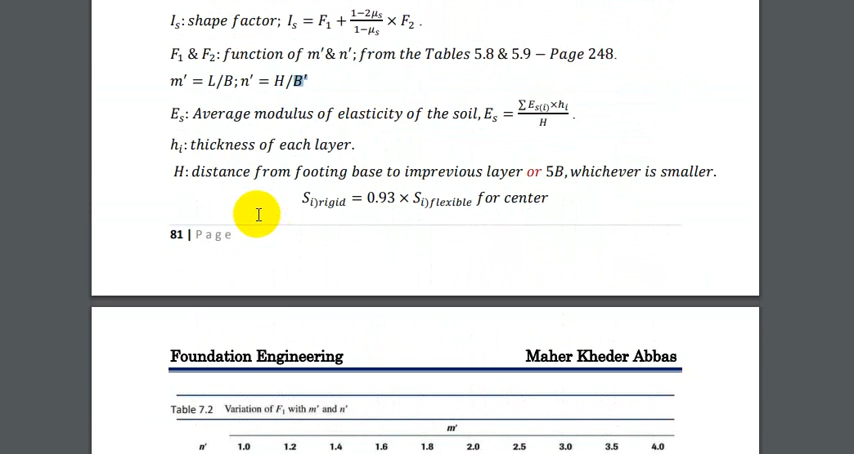 Iₛ: shape factor; Iₛ = F₁ + (1−2μₛ)/(1−μₛ) × F₂ .
F₁ & F₂: function of m′& n′; from the Tables 5.8 & 5.9 – Page 248.
m′ = L/B; n′ = H/B′
Eₛ: Average modulus of elasticity of the soil, Eₛ = (∑ Eₛ₍ᵢ₎×hᵢ)/H .
hᵢ: thickness of each layer.
H: distance from footing base to imprevious layer or 5B, whichever is smaller.
Sᵢ₎rigid = 0.93 × Sᵢ₎flexible for center
81 | Page
Foundation Engineering Maher Kheder Abbas
Table 7.2 Variation of F₁ with m′ and n′
m′
n′ 1.0 1.2 1.4 1.6 1.8 2.0 2.5 3.0 3.5 4.0